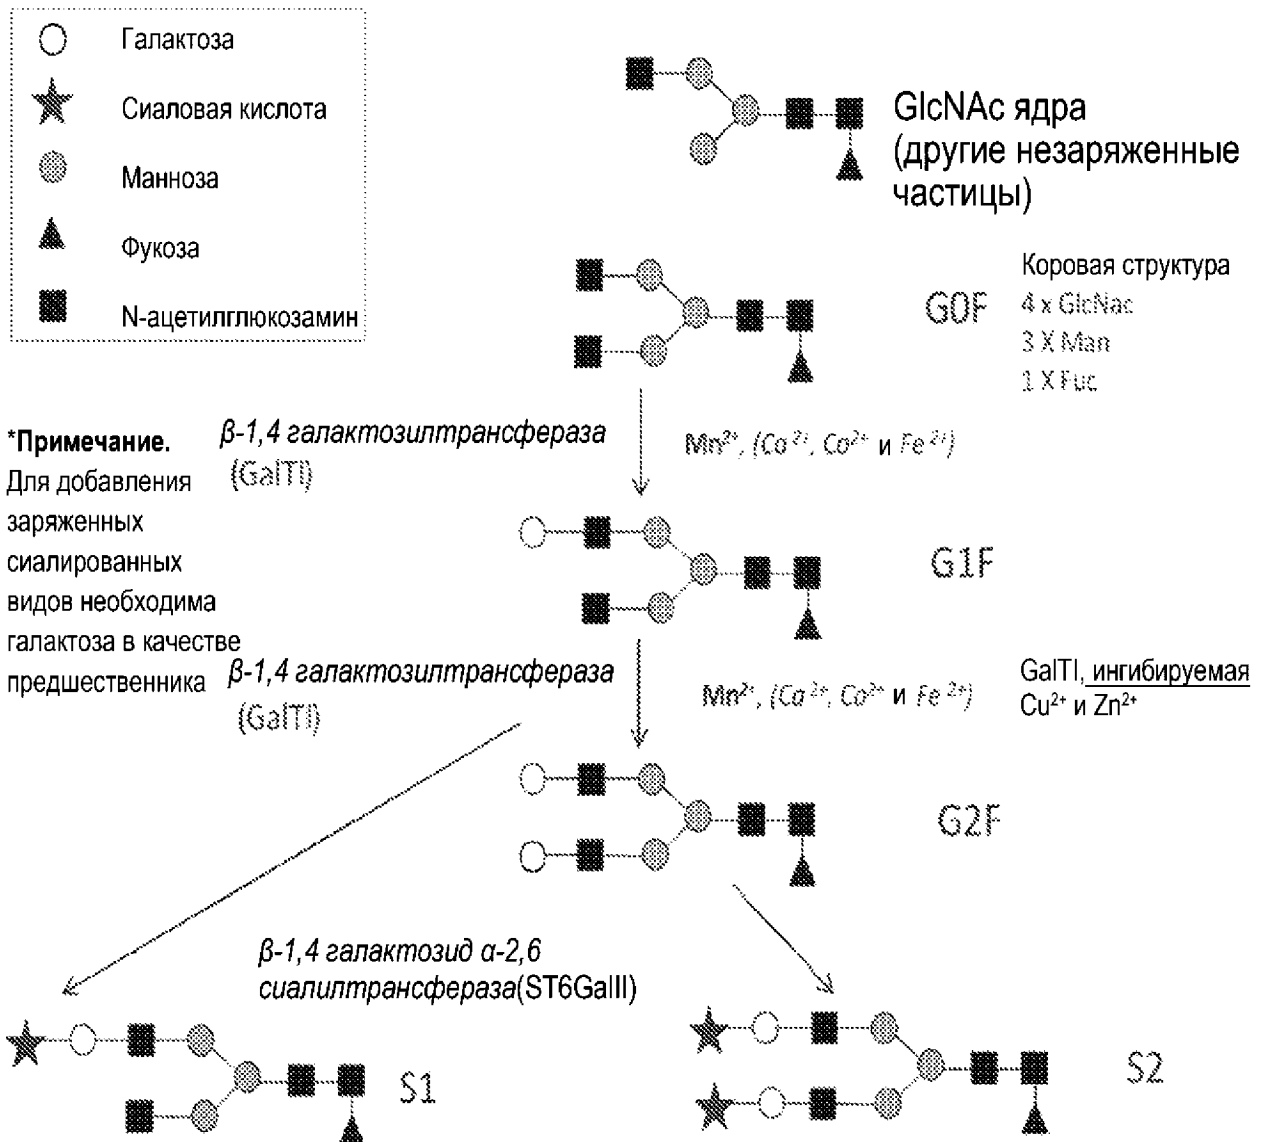 Галактоза
Сиаловая кислота
Манноза
Фукоза
N-ацетилглюкозамин
GlcNAc ядра
(другие незаряженные
частицы)
G0F
Коровая структура
4 x GlcNac
3 X Man
1 X Fuc
*Примечание.
Для добавления
заряженных
сиалированных
видов необходима
галактоза в качестве
предшественника
β-1,4 галактозилтрансфераза
(GalTI)
Mn²⁺, (Ca²⁺, Co²⁺ и Fe²⁺)
G1F
β-1,4 галактозилтрансфераза
(GalTI)
Mn²⁺, (Ca²⁺, Co²⁺ и Fe²⁺)
GalTI, ингибируемая
Cu²⁺ и Zn²⁺
G2F
β-1,4 галактозид α-2,6
сиалилтрансфераза(ST6GalII)
S1
S2